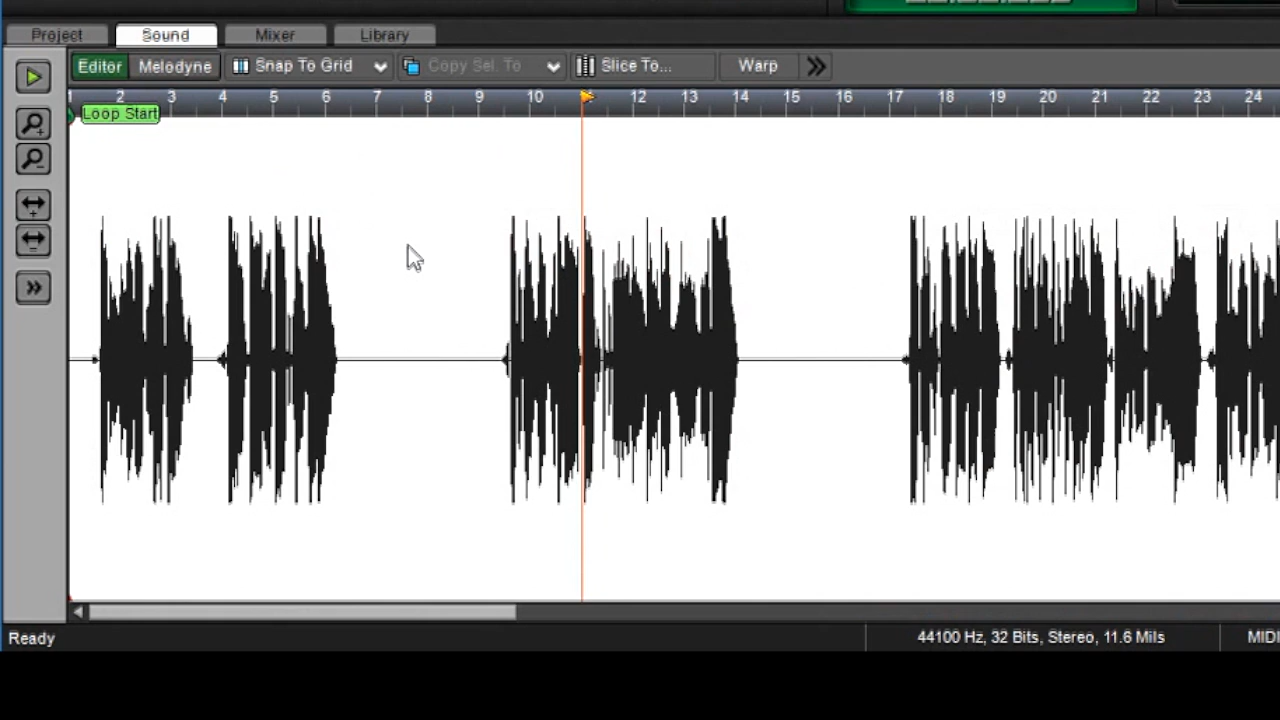 Project Sound Mixer Library
Editor Melodyne Snap To Grid Copy Sel. To Slice To... Warp
1 2 3 4 5 6 7 8 9 10 12 13 14 15 16 17 18 19 20 21 22 23 24
Loop Start
Ready 44100 Hz, 32 Bits, Stereo, 11.6 Mils MIDI